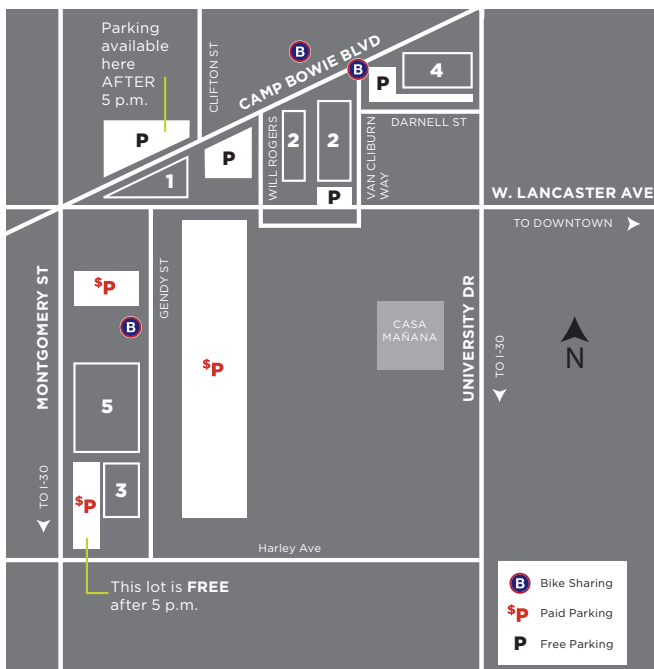 Parking
available
here
AFTER
5 p.m.
CLIFTON ST
B
CAMP BOWIE BLVD
B
P
4
P
P
1
WILL ROGERS
2
2
P
VAN CLIBURN
WAY
DARNELL ST
W. LANCASTER AVE
TO DOWNTOWN
MONTGOMERY ST
$P
GENDY ST
B
$P
CASA
MAÑANA
UNIVERSITY DR
TO I-30
N
5
TO I-30
$P
3
Harley Ave
This lot is FREE
after 5 p.m.
B Bike Sharing
$P Paid Parking
P Free Parking